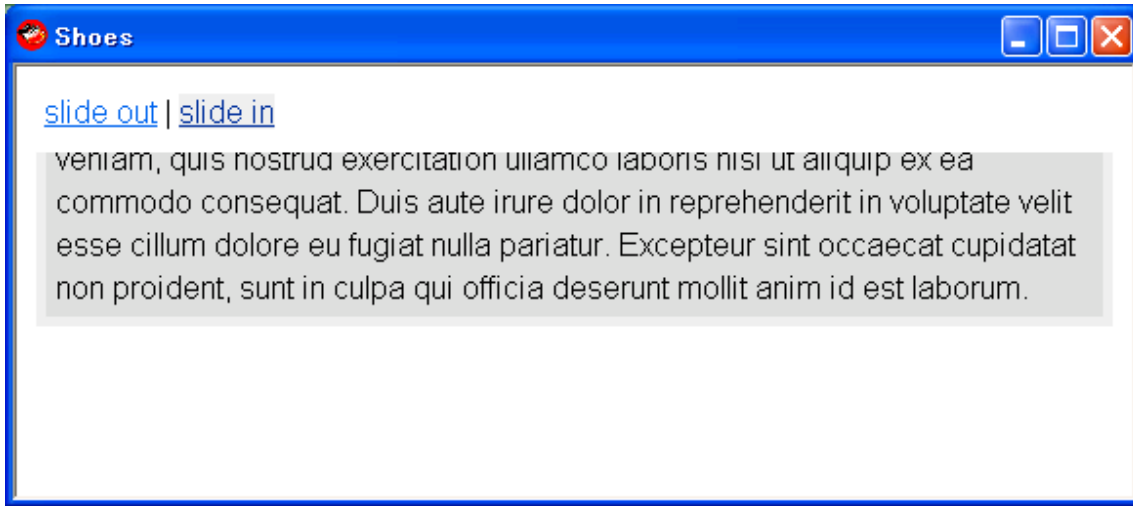 Shoes
slide out | slide in
veniam, quis nostrud exercitation ullamco laboris nisi ut aliquip ex ea
commodo consequat. Duis aute irure dolor in reprehenderit in voluptate velit
esse cillum dolore eu fugiat nulla pariatur. Excepteur sint occaecat cupidatat
non proident, sunt in culpa qui officia deserunt mollit anim id est laborum.